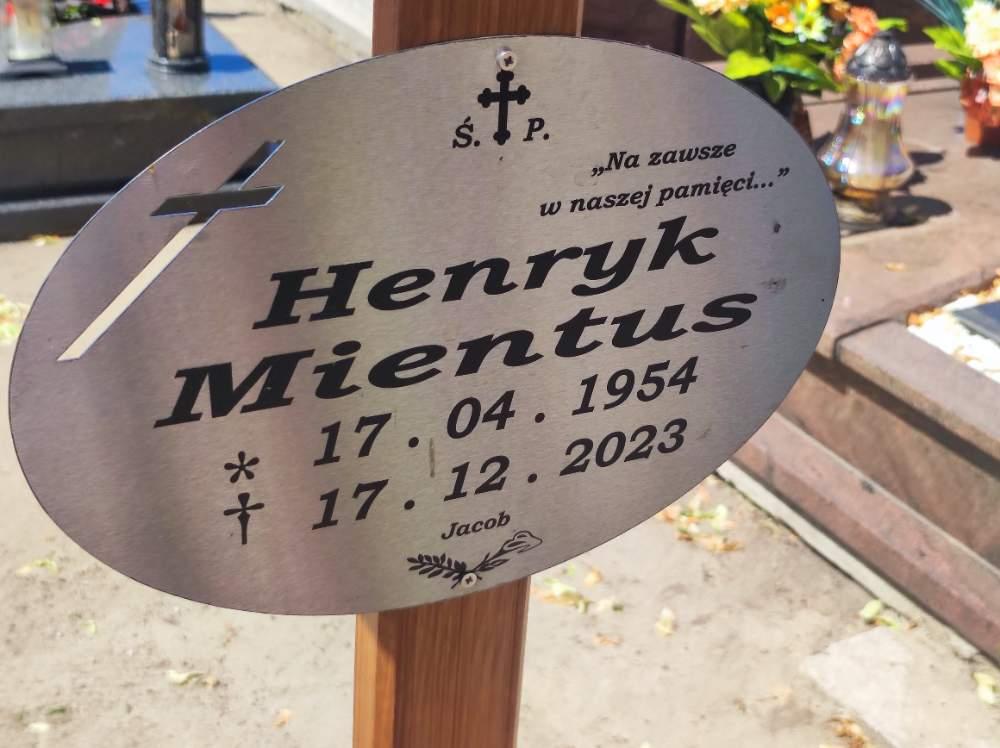 Ś. P.
„Na zawsze
w naszej pamięci...”
Henryk
Mientus
* 17.04.1954
† 17.12.2023
Jacob